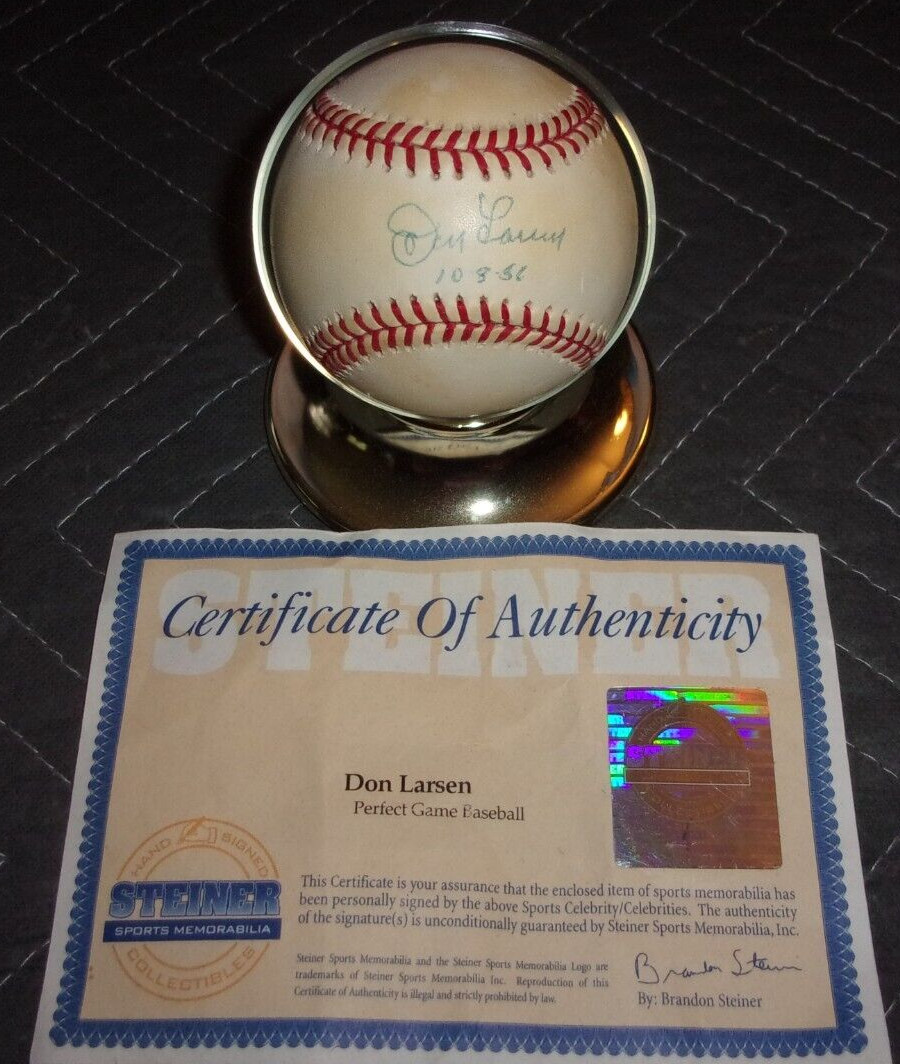 Don Larsen
10-8-56
STEINER
Certificate Of Authenticity
Don Larsen
Perfect Game Baseball
HAND SIGNED
STEINER
SPORTS MEMORABILIA
COLLECTIBLES
This Certificate is your assurance that the enclosed item of sports memorabilia has
been personally signed by the above Sports Celebrity/Celebrities. The authenticity
of the signature(s) is unconditionally guaranteed by Steiner Sports Memorabilia, Inc.
Steiner Sports Memorabilia and the Steiner Sports Memorabilia Logo are
trademarks of Steiner Sports Memorabilia Inc. Reproduction of this
Certificate of Authenticity is illegal and strictly prohibited by law.
Brandon Steiner
By: Brandon Steiner